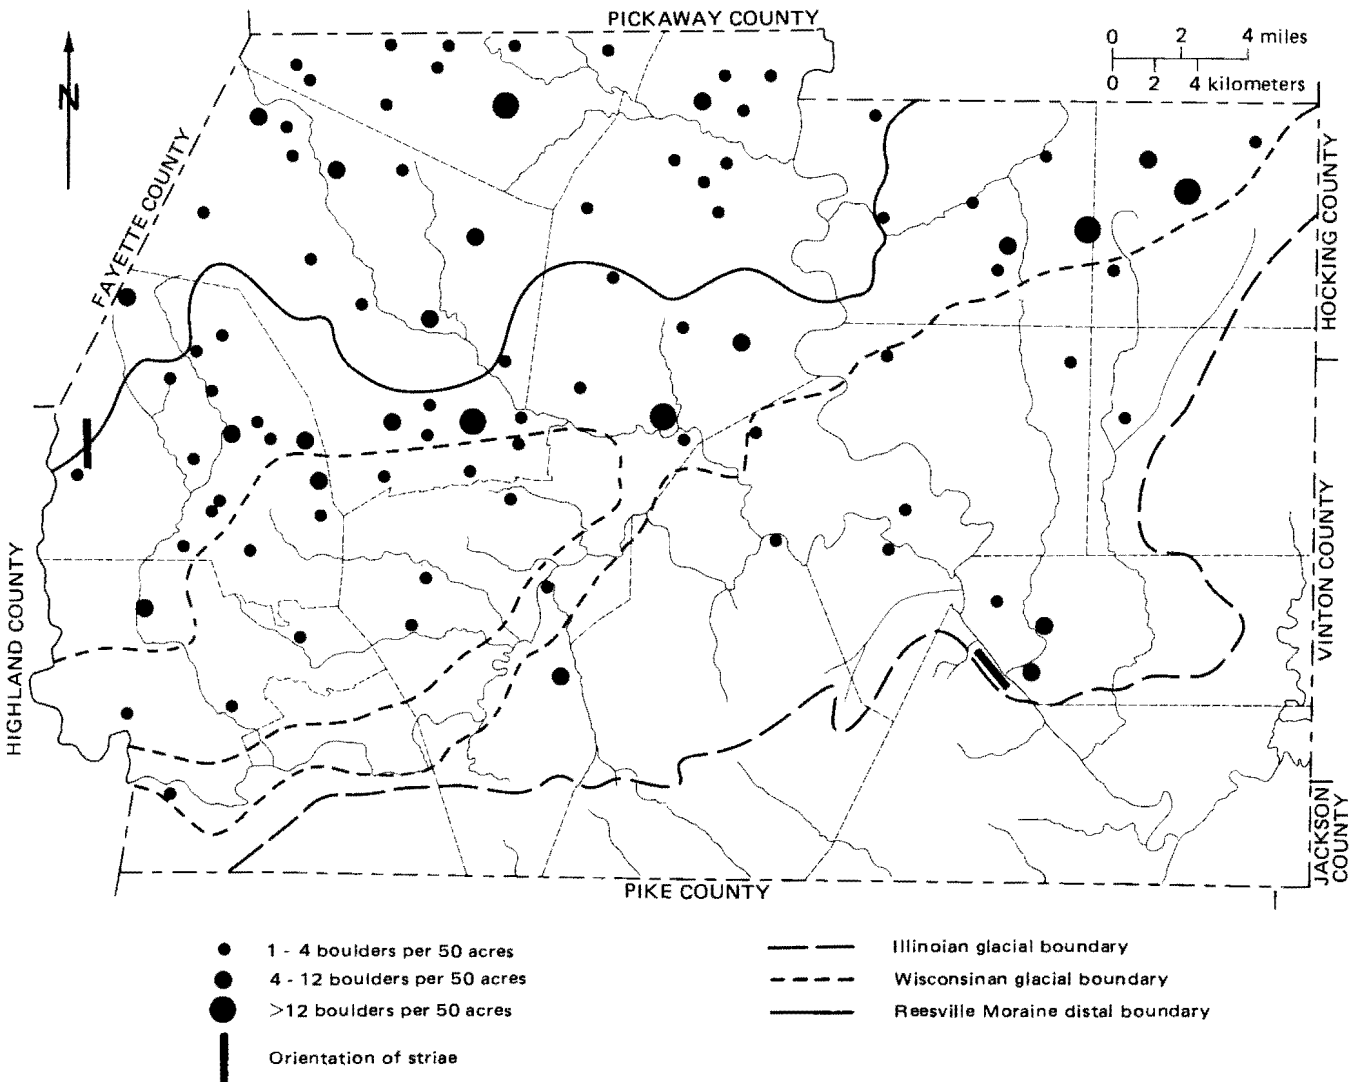 PICKAWAY COUNTY
0 2 4 miles
0 2 4 kilometers
N
FAYETTE COUNTY
HOCKING COUNTY
HIGHLAND COUNTY
VINTON COUNTY
JACKSON
COUNTY
PIKE COUNTY
1 - 4 boulders per 50 acres
4 - 12 boulders per 50 acres
>12 boulders per 50 acres
Orientation of striae
Illinoian glacial boundary
Wisconsinan glacial boundary
Reesville Moraine distal boundary